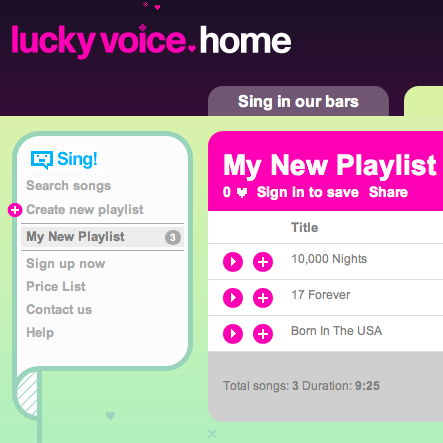 lucky voice.home
Sing in our bars
Sing!
Search songs
Create new playlist
My New Playlist 3
Sign up now
Price List
Contact us
Help
My New Playlist
0 Sign in to save Share
Title
10,000 Nights
17 Forever
Born In The USA
Total songs: 3 Duration: 9:25